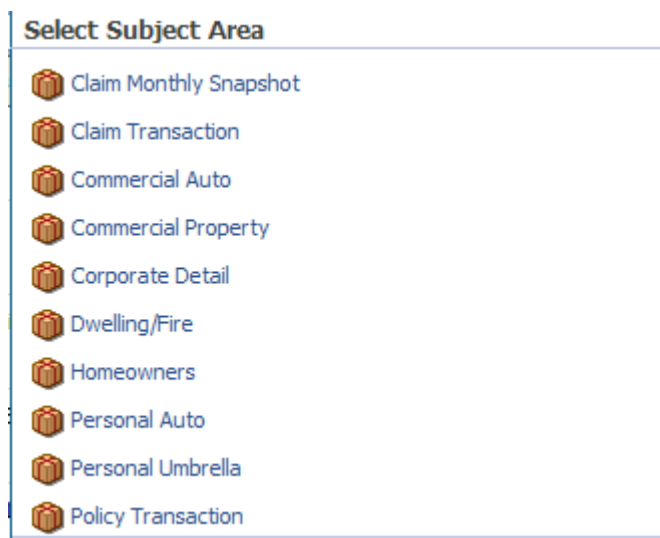 Select Subject Area
Claim Monthly Snapshot
Claim Transaction
Commercial Auto
Commercial Property
Corporate Detail
Dwelling/Fire
Homeowners
Personal Auto
Personal Umbrella
Policy Transaction